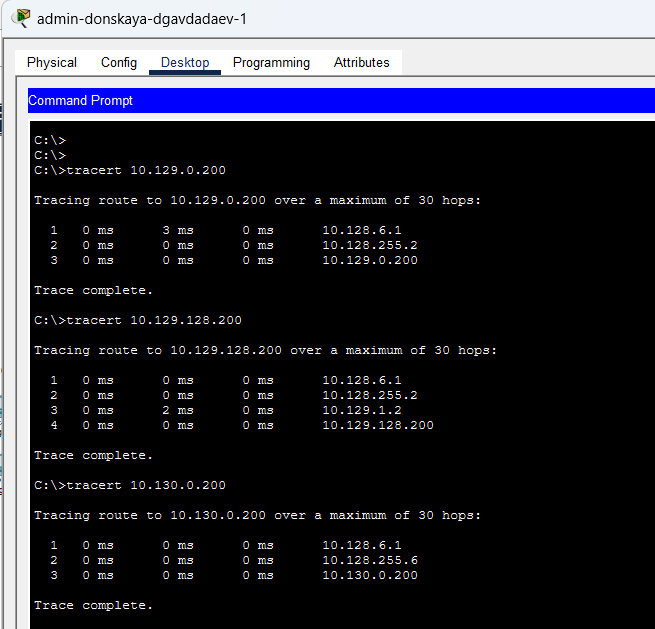 admin-donskaya-dgavdadaev-1
Physical Config Desktop Programming Attributes
Command Prompt
C:\>
C:\>
C:\>tracert 10.129.0.200
Tracing route to 10.129.0.200 over a maximum of 30 hops:
1 0 ms 3 ms 0 ms 10.128.6.1
2 0 ms 0 ms 0 ms 10.128.255.2
3 0 ms 0 ms 0 ms 10.129.0.200
Trace complete.
C:\>tracert 10.129.128.200
Tracing route to 10.129.128.200 over a maximum of 30 hops:
1 0 ms 0 ms 0 ms 10.128.6.1
2 0 ms 0 ms 0 ms 10.128.255.2
3 0 ms 2 ms 0 ms 10.129.1.2
4 0 ms 0 ms 0 ms 10.129.128.200
Trace complete.
C:\>tracert 10.130.0.200
Tracing route to 10.130.0.200 over a maximum of 30 hops:
1 0 ms 0 ms 0 ms 10.128.6.1
2 0 ms 0 ms 0 ms 10.128.255.6
3 0 ms 0 ms 0 ms 10.130.0.200
Trace complete.